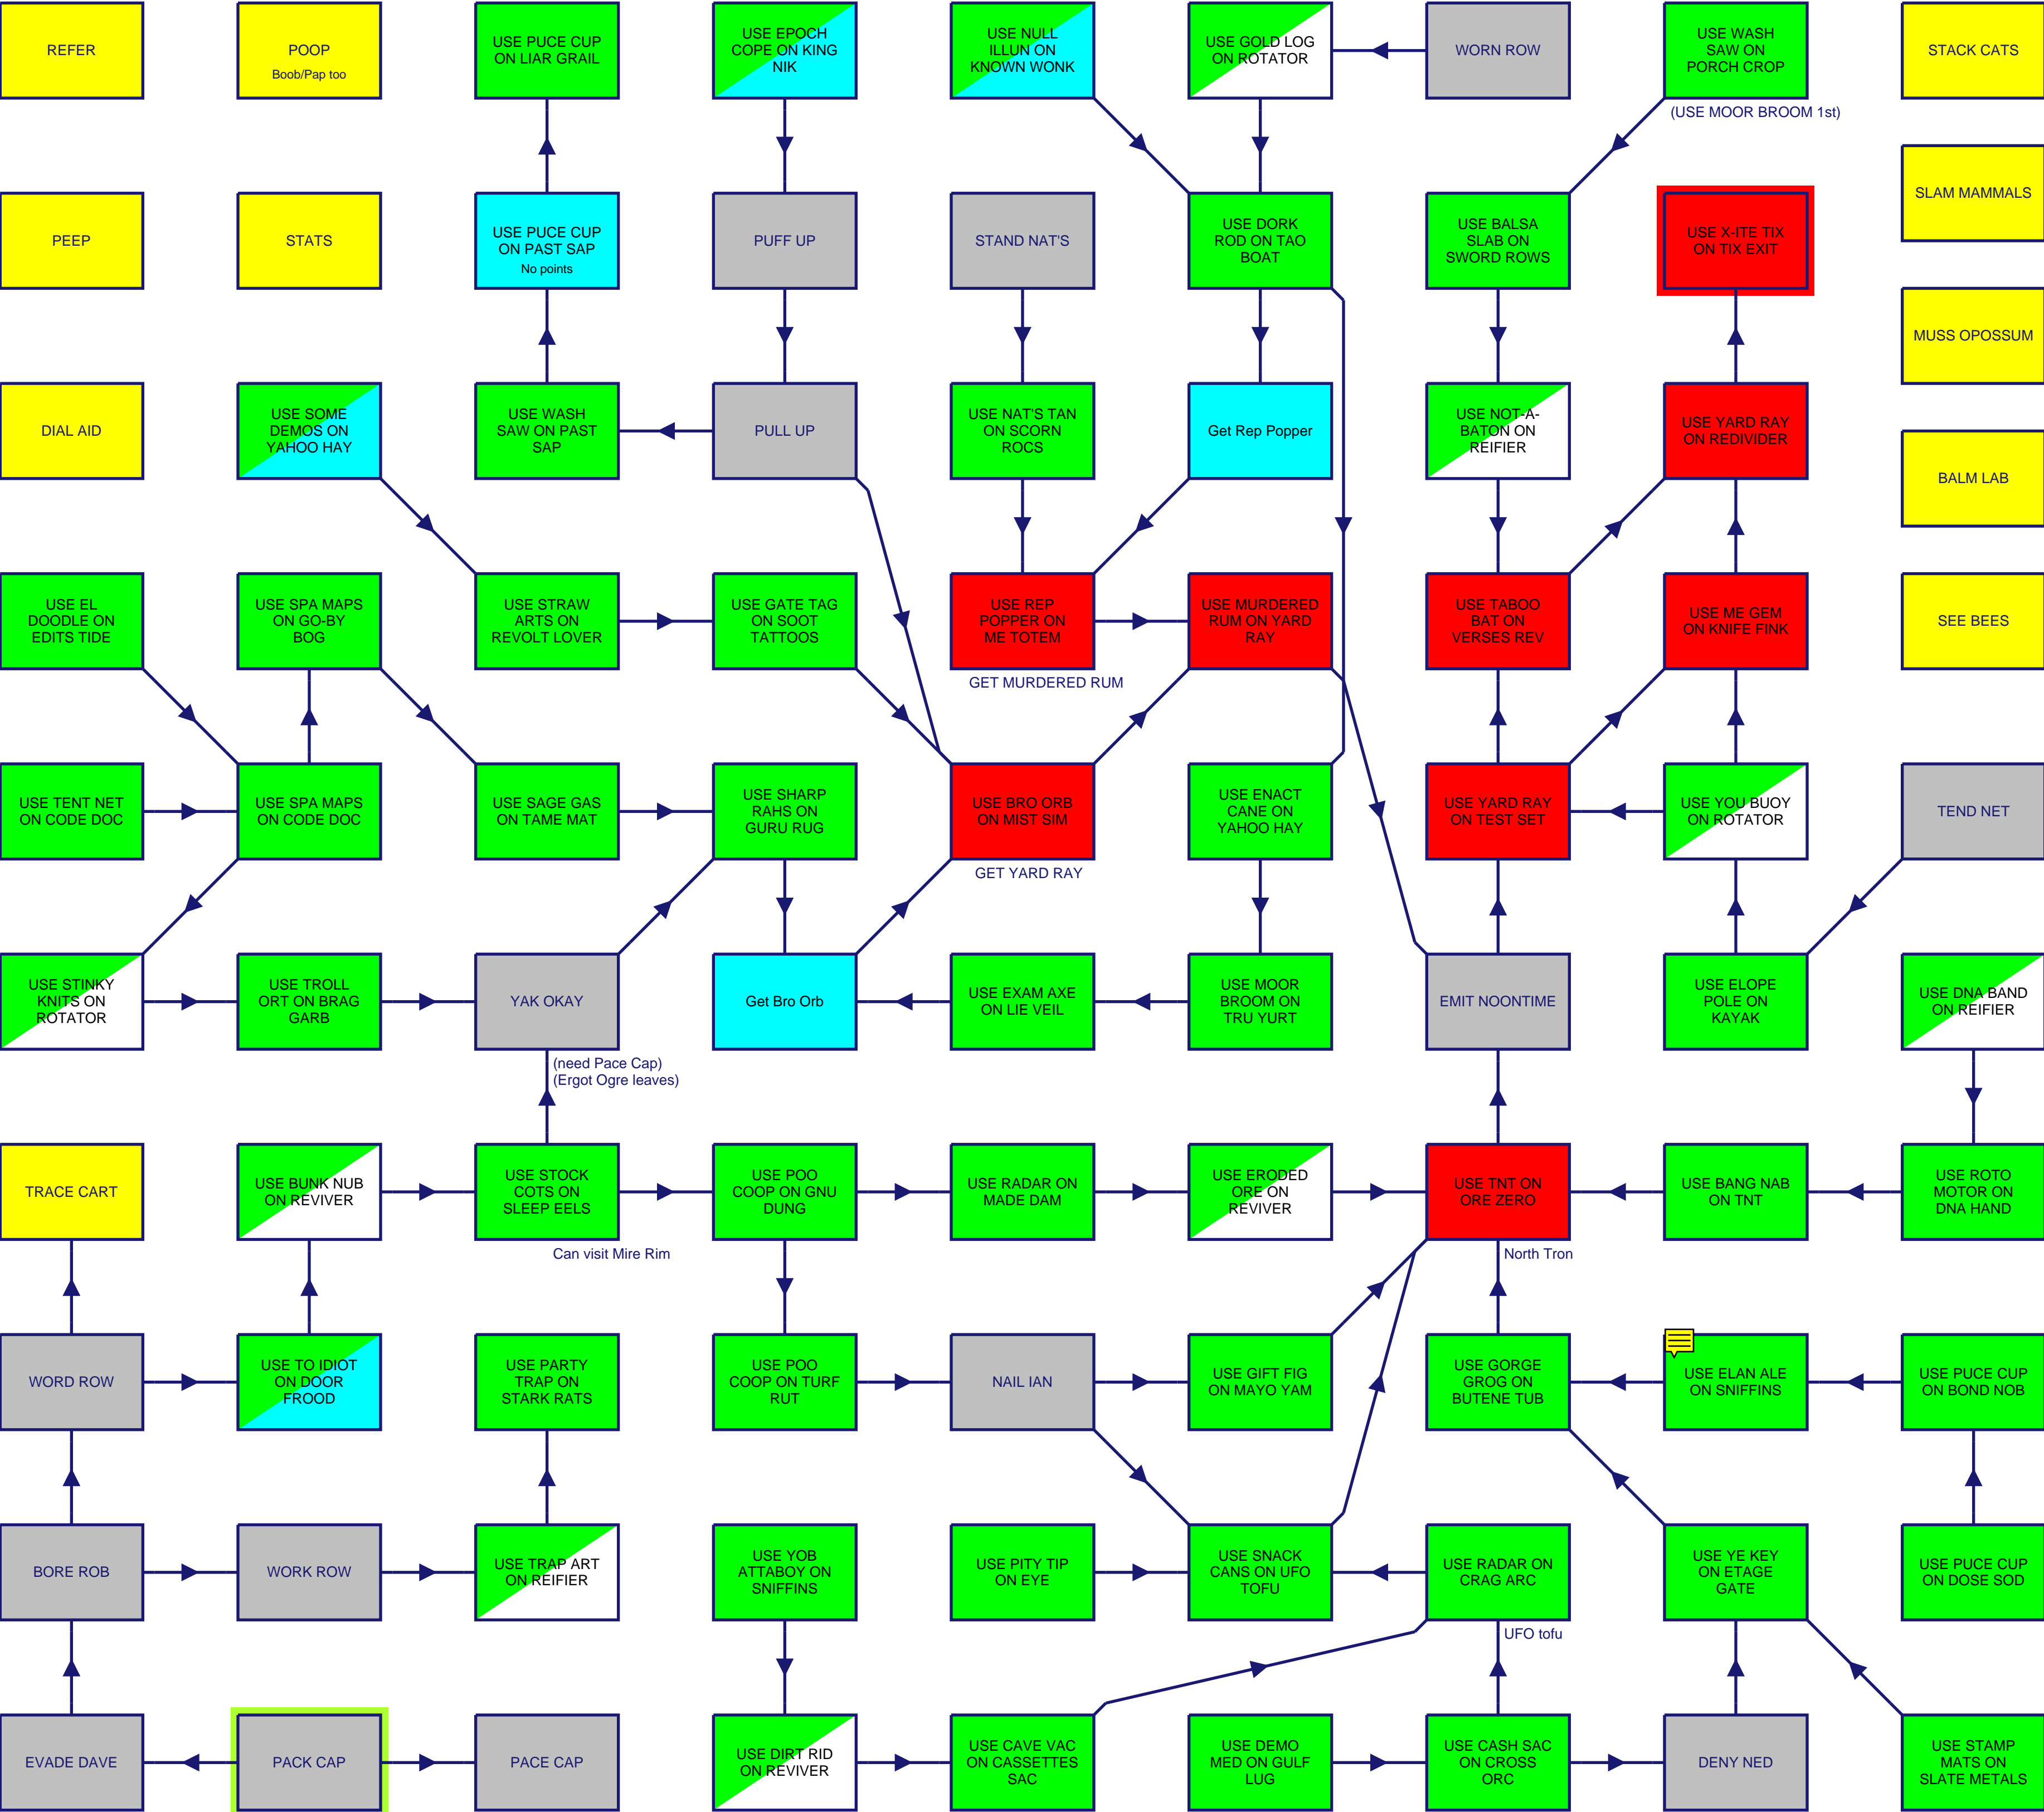 REFER
POOP
Boob/Pap too
USE PUCE CUP
ON LIAR GRAIL
USE EPOCH
COPE ON KING
NIK
USE NULL
ILLUN ON
KNOWN WONK
USE GOLD LOG
ON ROTATOR
WORN ROW
USE WASH
SAW ON
PORCH CROP
(USE MOOR BROOM 1st)
STACK CATS
SLAM MAMMALS
PEEP
STATS
USE PUCE CUP
ON PAST SAP
No points
PUFF UP
STAND NAT'S
USE DORK
ROD ON TAO
BOAT
USE BALSA
SLAB ON
SWORD ROWS
USE X-ITE TIX
ON TIX EXIT
MUSS OPOSSUM
DIAL AID
USE SOME
DEMOS ON
YAHOO HAY
USE WASH
SAW ON PAST
SAP
PULL UP
USE NAT'S TAN
ON SCORN
ROCS
Get Rep Popper
USE NOT-A-
BATON ON
REIFIER
USE YARD RAY
ON REDIVIDER
BALM LAB
USE EL
DOODLE ON
EDITS TIDE
USE SPA MAPS
ON GO-BY
BOG
USE STRAW
ARTS ON
REVOLT LOVER
USE GATE TAG
ON SOOT
TATTOOS
USE REP
POPPER ON
ME TOTEM
GET MURDERED RUM
USE MURDERED
RUM ON YARD
RAY
USE TABOO
BAT ON
VERSES REV
USE ME GEM
ON KNIFE FINK
SEE BEES
USE TENT NET
ON CODE DOC
USE SPA MAPS
ON CODE DOC
USE SAGE GAS
ON TAME MAT
USE SHARP
RAHS ON
GURU RUG
USE BRO ORB
ON MIST SIM
GET YARD RAY
USE ENACT
CANE ON
YAHOO HAY
USE YARD RAY
ON TEST SET
USE YOU BUOY
ON ROTATOR
TEND NET
USE STINKY
KNITS ON
ROTATOR
USE TROLL
ORT ON BRAG
GARB
YAK OKAY
(need Pace Cap)
(Ergot Ogre leaves)
Get Bro Orb
USE EXAM AXE
ON LIE VEIL
USE MOOR
BROOM ON
TRU YURT
EMIT NOONTIME
USE ELOPE
POLE ON
KAYAK
USE DNA BAND
ON REIFIER
TRACE CART
USE BUNK NUB
ON REVIVER
USE STOCK
COTS ON
SLEEP EELS
Can visit Mire Rim
USE POO
COOP ON GNU
DUNG
USE RADAR ON
MADE DAM
USE ERODED
ORE ON
REVIVER
USE TNT ON
ORE ZERO
North Tron
USE BANG NAB
ON TNT
USE ROTO
MOTOR ON
DNA HAND
WORD ROW
USE TO IDIOT
ON DOOR
FROOD
USE PARTY
TRAP ON
STARK RATS
USE POO
COOP ON TURF
RUT
NAIL IAN
USE GIFT FIG
ON MAYO YAM
USE GORGE
GROG ON
BUTENE TUB
USE ELAN ALE
ON SNIFFINS
USE PUCE CUP
ON BOND NOB
BORE ROB
WORK ROW
USE TRAP ART
ON REIFIER
USE YOB
ATTABOY ON
SNIFFINS
USE PITY TIP
ON EYE
USE SNACK
CANS ON UFO
TOFU
USE RADAR ON
CRAG ARC
UFO tofu
USE YE KEY
ON ETAGE
GATE
USE PUCE CUP
ON DOSE SOD
EVADE DAVE
PACK CAP
PACE CAP
USE DIRT RID
ON REVIVER
USE CAVE VAC
ON CASSETTES
SAC
USE DEMO
MED ON GULF
LUG
USE CASH SAC
ON CROSS
ORC
DENY NED
USE STAMP
MATS ON
SLATE METALS